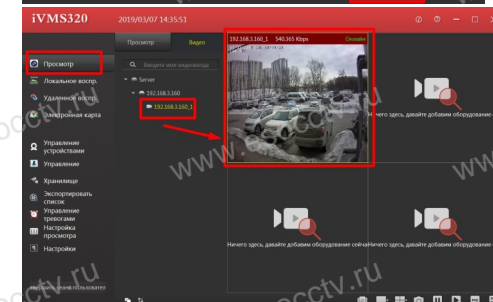 iVMS320
2019/03/07 14:35:51
Просмотр
Видео
192.168.3.160_1 540.365 Kbps
Онлайн
Просмотр
Локальное воспр.
Удаленное воспр.
Электронная карта
Управление
устройствами
Управление
Хранилище
Экспортировать
список
Управление
тревогами
Настройка
просмотра
Настройки
Введите имя видеовхода
Server
192.168.3.160
192.168.3.160_1
Ничего здесь, давайте добавим оборудование
Ничего здесь, давайте добавим оборудование сейча
Ничего здесь, давайте добавим оборудование
www
cctv.ru